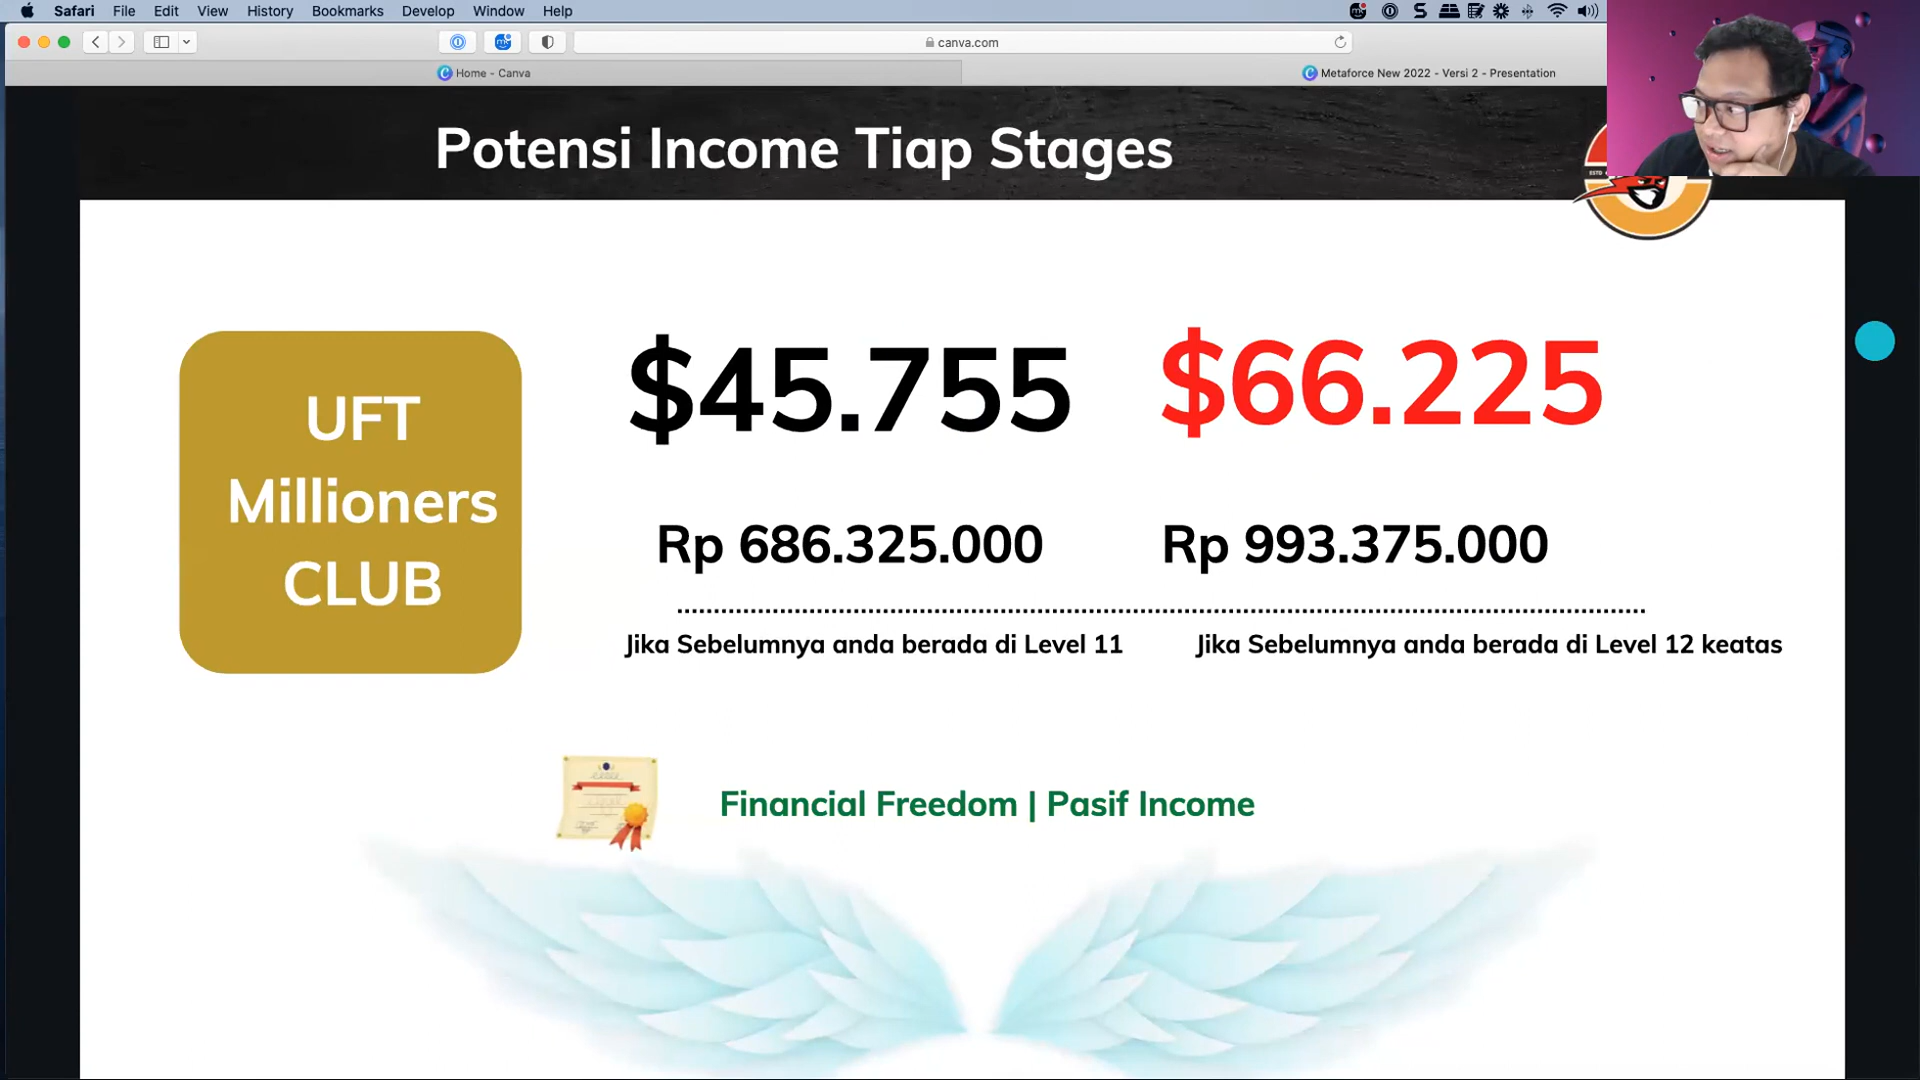 Safari File Edit View History Bookmarks Develop Window Help
canva.com
Home - Canva
Metaforce New 2022 - Versi 2 - Presentation
Potensi Income Tiap Stages
UFT
Millioners
CLUB
$45.755
$66.225
Rp 686.325.000
Rp 993.375.000
Jika Sebelumnya anda berada di Level 11
Jika Sebelumnya anda berada di Level 12 keatas
Financial Freedom | Pasif Income